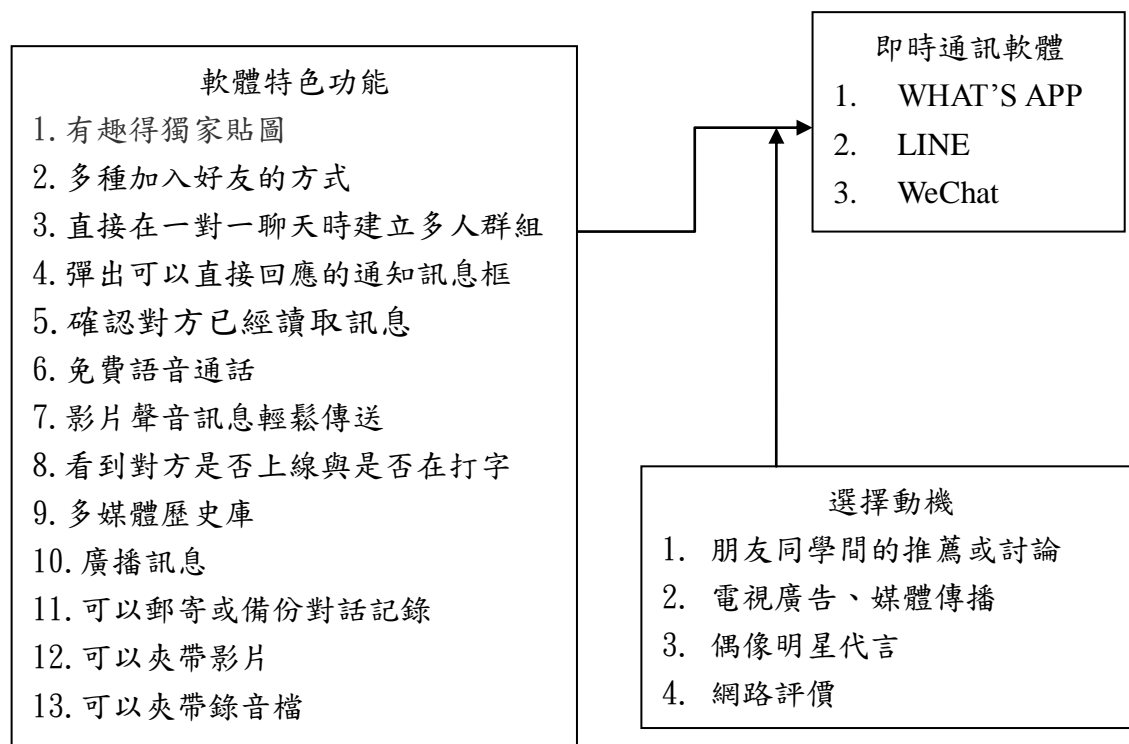 軟體特色功能
1.有趣得獨家貼圖
2.多種加入好友的方式
3.直接在一對一聊天時建立多人群組
4.彈出可以直接回應的通知訊息框
5.確認對方已經讀取訊息
6.免費語音通話
7.影片聲音訊息輕鬆傳送
8.看到對方是否上線與是否在打字
9.多媒體歷史庫
10.廣播訊息
11.可以郵寄或備份對話記錄
12.可以夾帶影片
13.可以夾帶錄音檔
即時通訊軟體
1. WHAT’S APP
2. LINE
3. WeChat
選擇動機
1. 朋友同學間的推薦或討論
2. 電視廣告、媒體傳播
3. 偶像明星代言
4. 網路評價